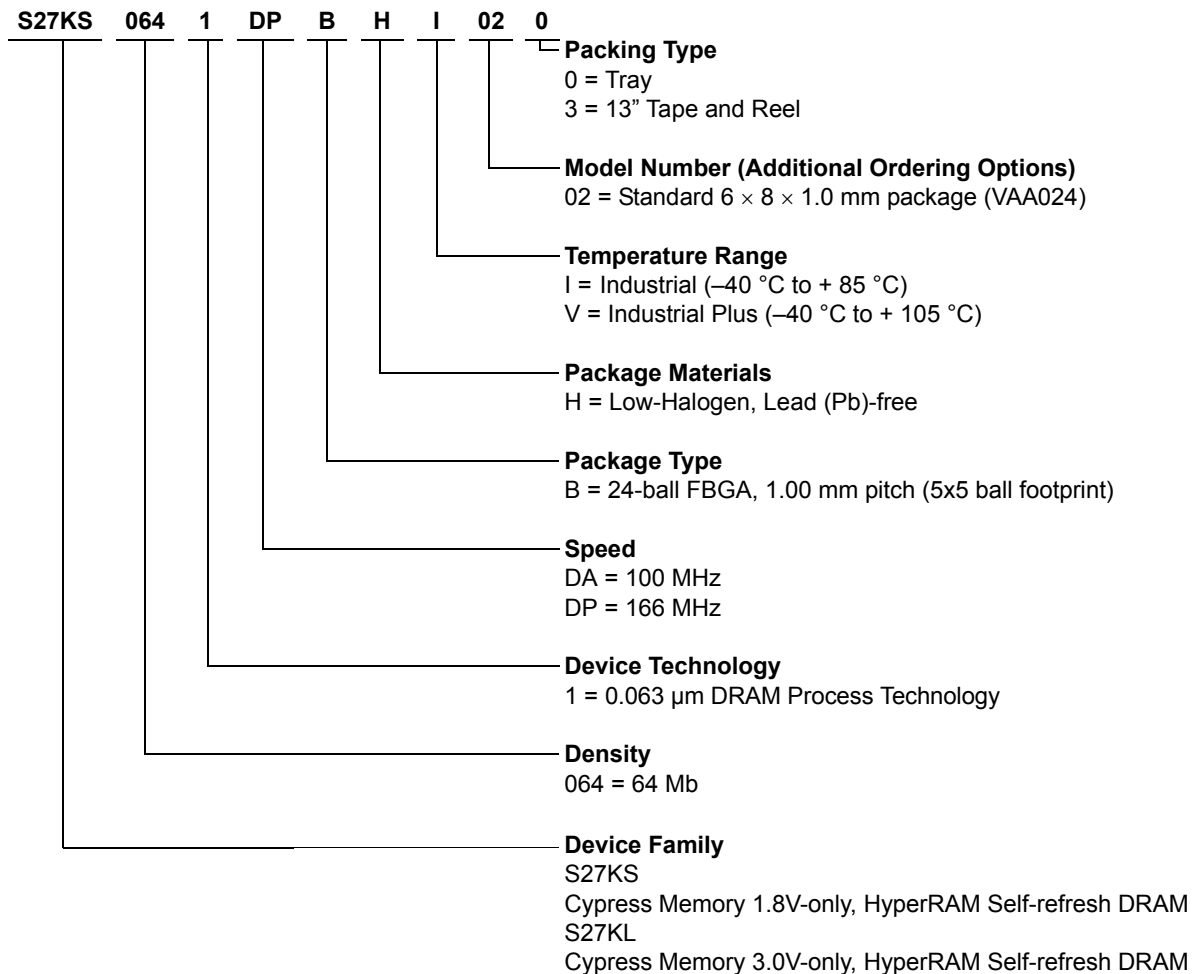 S27KS 064 1 DP B H I 02 0
Packing Type
0 = Tray
3 = 13” Tape and Reel
Model Number (Additional Ordering Options)
02 = Standard 6 × 8 × 1.0 mm package (VAA024)
Temperature Range
I = Industrial (–40 °C to + 85 °C)
V = Industrial Plus (–40 °C to + 105 °C)
Package Materials
H = Low-Halogen, Lead (Pb)-free
Package Type
B = 24-ball FBGA, 1.00 mm pitch (5x5 ball footprint)
Speed
DA = 100 MHz
DP = 166 MHz
Device Technology
1 = 0.063 µm DRAM Process Technology
Density
064 = 64 Mb
Device Family
S27KS
Cypress Memory 1.8V-only, HyperRAM Self-refresh DRAM
S27KL
Cypress Memory 3.0V-only, HyperRAM Self-refresh DRAM